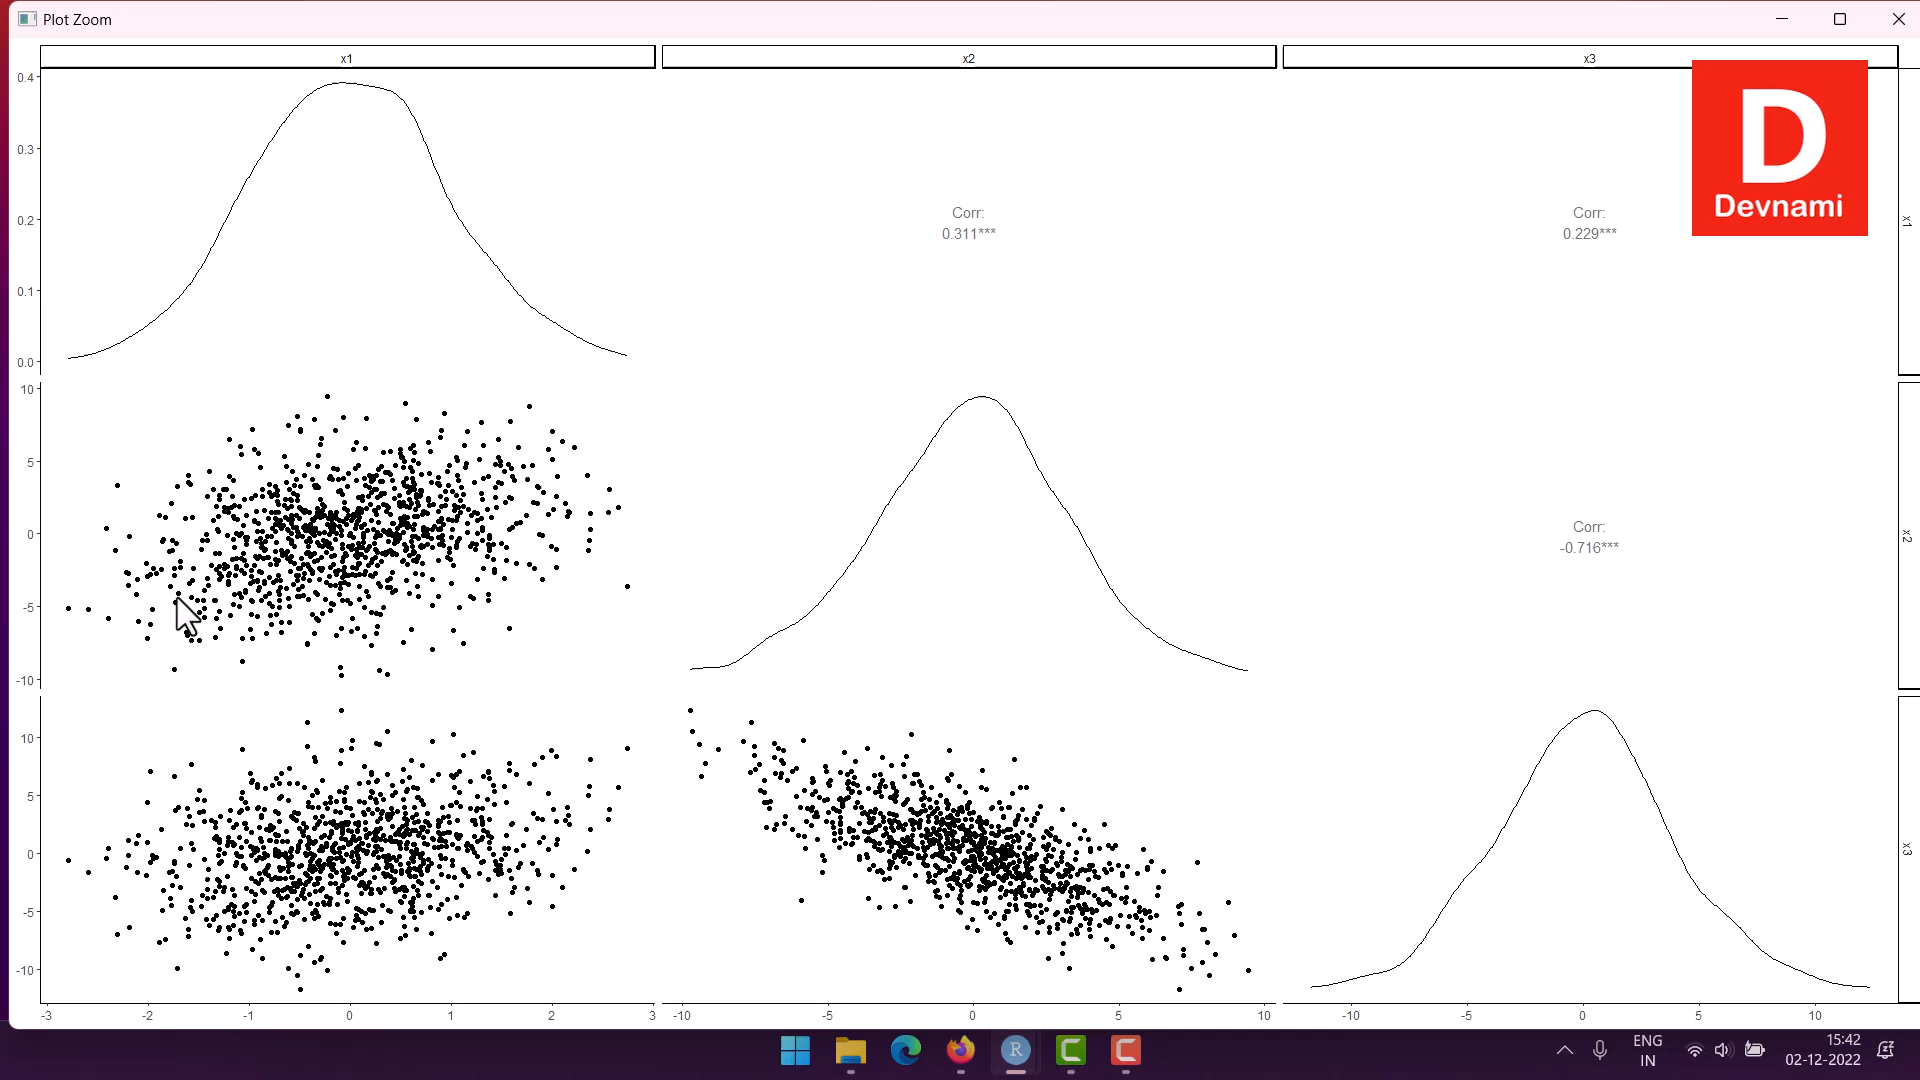 Plot Zoom
x1
x2
x3
0.4
0.3
0.2
0.1
0.0
Corr:
0.311***
Corr:
0.229***
D
Devnami
x1
10
5
0
-5
-10
Corr:
-0.716***
x2
10
5
0
-5
-10
x3
-3 -2 -1 0 1 2 3
-10 -5 0 5 10
-10 -5 0 5 10
R
C
C
ENG
IN
15:42
02-12-2022